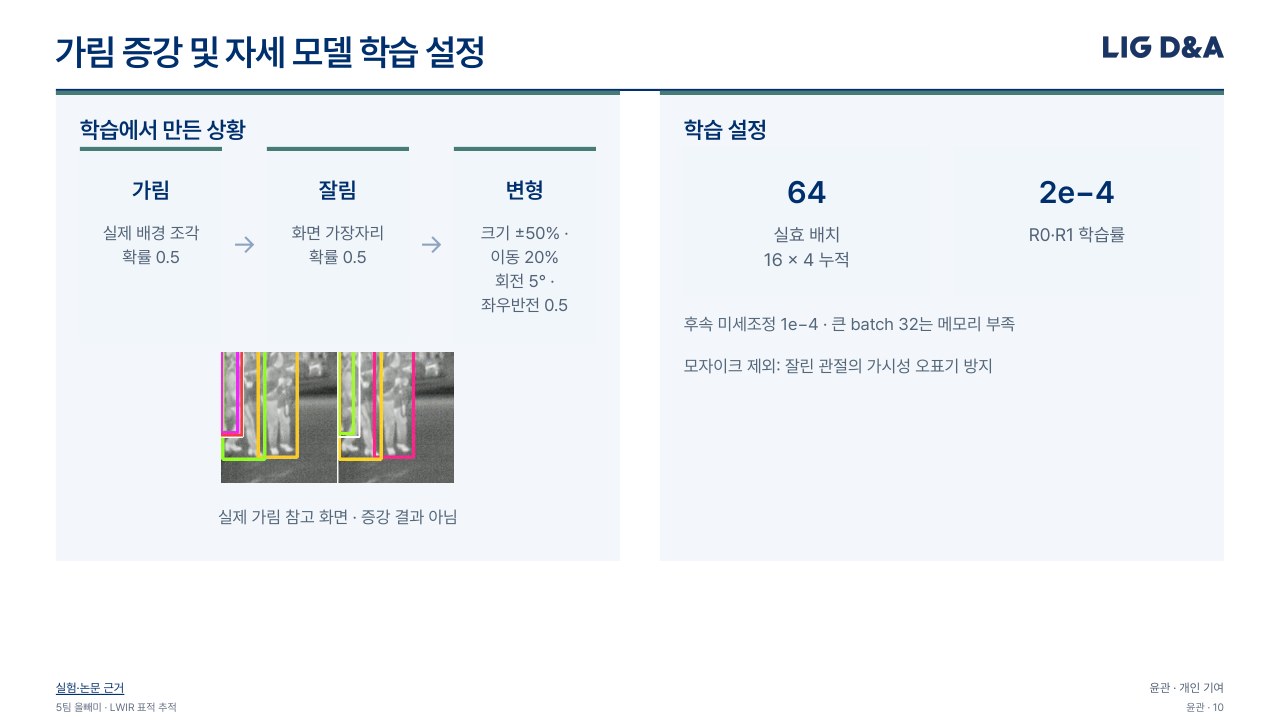 가림 증강 및 자세 모델 학습 설정
LIG D&A
학습에서 만든 상황
가림
실제 배경 조각
확률 0.5
→
잘림
화면 가장자리
확률 0.5
→
변형
크기 ±50% ·
이동 20%
회전 5° ·
좌우반전 0.5
실제 가림 참고 화면 · 증강 결과 아님
학습 설정
64
실효 배치
16 × 4 누적
2e−4
R0·R1 학습률
후속 미세조정 1e−4 · 큰 batch 32는 메모리 부족
모자이크 제외: 잘린 관절의 가시성 오표기 방지
실험·논문 근거
5팀 올빼미 · LWIR 표적 추적
윤관 · 개인 기여
윤관 · 10